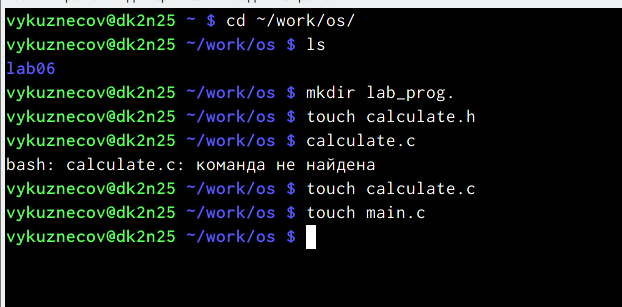 vykuznecov@dk2n25 ~ $ cd ~/work/os/
vykuznecov@dk2n25 ~/work/os $ ls
lab06
vykuznecov@dk2n25 ~/work/os $ mkdir lab_prog.
vykuznecov@dk2n25 ~/work/os $ touch calculate.h
vykuznecov@dk2n25 ~/work/os $ calculate.c
bash: calculate.c: команда не найдена
vykuznecov@dk2n25 ~/work/os $ touch calculate.c
vykuznecov@dk2n25 ~/work/os $ touch main.c
vykuznecov@dk2n25 ~/work/os $